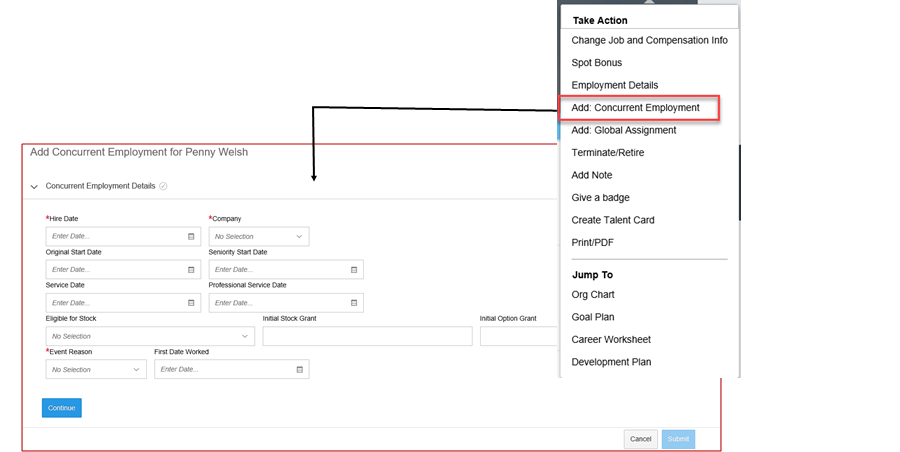 Take Action
Change Job and Compensation Info
Spot Bonus
Employment Details
Add: Concurrent Employment
Add: Global Assignment
Terminate/Retire
Add Note
Give a badge
Create Talent Card
Print/PDF
Jump To
Org Chart
Goal Plan
Career Worksheet
Development Plan
Add Concurrent Employment for Penny Welsh
Concurrent Employment Details
*Hire Date *Company
Enter Date... No Selection
Original Start Date Seniority Start Date
Enter Date... Enter Date...
Service Date Professional Service Date
Enter Date... Enter Date...
Eligible for Stock Initial Stock Grant Initial Option Grant
No Selection
*Event Reason First Date Worked
No Selection Enter Date...
Continue
Cancel Submit